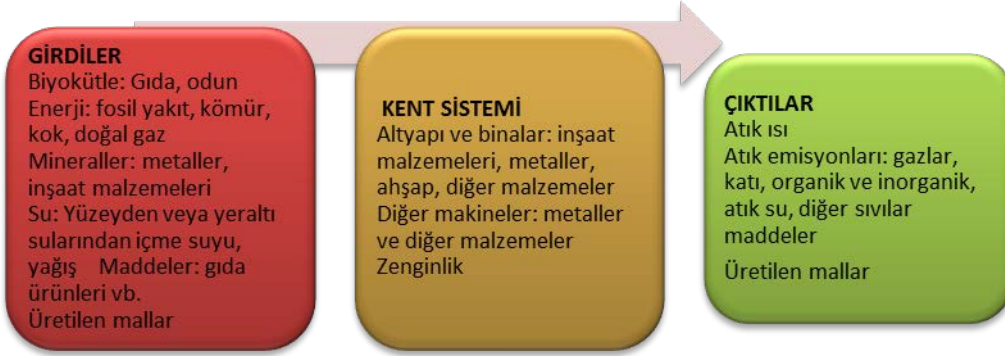 GİRDİLER
Biyokütle: Gıda, odun
Enerji: fosil yakıt, kömür,
kok, doğal gaz
Mineraller: metaller,
inşaat malzemeleri
Su: Yüzeyden veya yeraltı
sularından içme suyu,
yağış Maddeler: gıda
ürünleri vb.
Üretilen mallar
KENT SİSTEMİ
Altyapı ve binalar: inşaat
malzemeleri, metaller,
ahşap, diğer malzemeler
Diğer makineler: metaller
ve diğer malzemeler
Zenginlik
ÇIKTILAR
Atık ısı
Atık emisyonları: gazlar,
katı, organik ve inorganik,
atık su, diğer sıvılar
maddeler
Üretilen mallar